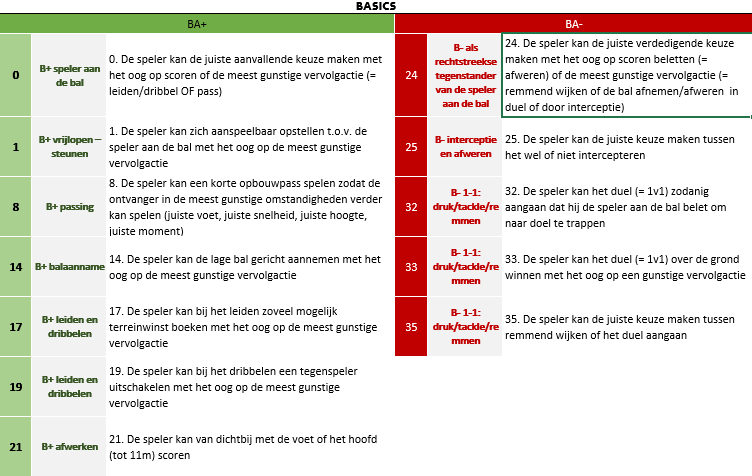 BASICS
BA+
0
B+ speler aan
de bal
0. De speler kan de juiste aanvallende keuze maken met
het oog op scoren of de meest gunstige vervolgactie (=
leiden/dribbel OF pass)
1
B+ vrijlopen –
steunen
1. De speler kan zich aanspeelbaar opstellen t.o.v. de
speler aan de bal met het oog op de meest gunstige
vervolgactie
8
B+ passing
8. De speler kan een korte opbouwpass spelen zodat de
ontvanger in de meest gunstige omstandigheden verder
kan spelen (juiste voet, juiste snelheid, juiste hoogte,
juiste moment)
14
B+ balaanname
14. De speler kan de lage bal gericht aannemen met het
oog op de meest gunstige vervolgactie
17
B+ leiden en
dribbelen
17. De speler kan bij het leiden zoveel mogelijk
terreinwinst boeken met het oog op de meest gunstige
vervolgactie
19
B+ leiden en
dribbelen
19. De speler kan bij het dribbelen een tegenspeler
uitschakelen met het oog op de meest gunstige
vervolgactie
21
B+ afwerken
21. De speler kan van dichtbij met de voet of het hoofd
(tot 11m) scoren
BA-
24
B- als
rechtstreekse
tegenstander
van de speler
aan de bal
24. De speler kan de juiste verdedigende keuze
maken met het oog op scoren beletten (=
afweren) of de meest gunstige vervolgactie (=
remmend wijken of de bal afnemen/afweren in
duel of door interceptie)
25
B- interceptie
en afweren
25. De speler kan de juiste keuze maken tussen
het wel of niet intercepteren
32
B- 1-1:
druk/tackle/re
mmen
32. De speler kan het duel (= 1v1) zodanig
aangaan dat hij de speler aan de bal belet om
naar doel te trappen
33
B- 1-1:
druk/tackle/re
mmen
33. De speler kan het duel (= 1v1) over de grond
winnen met het oog op een gunstige vervolgactie
35
B- 1-1:
druk/tackle/re
mmen
35. De speler kan de juiste keuze maken tussen
remmend wijken of het duel aangaan